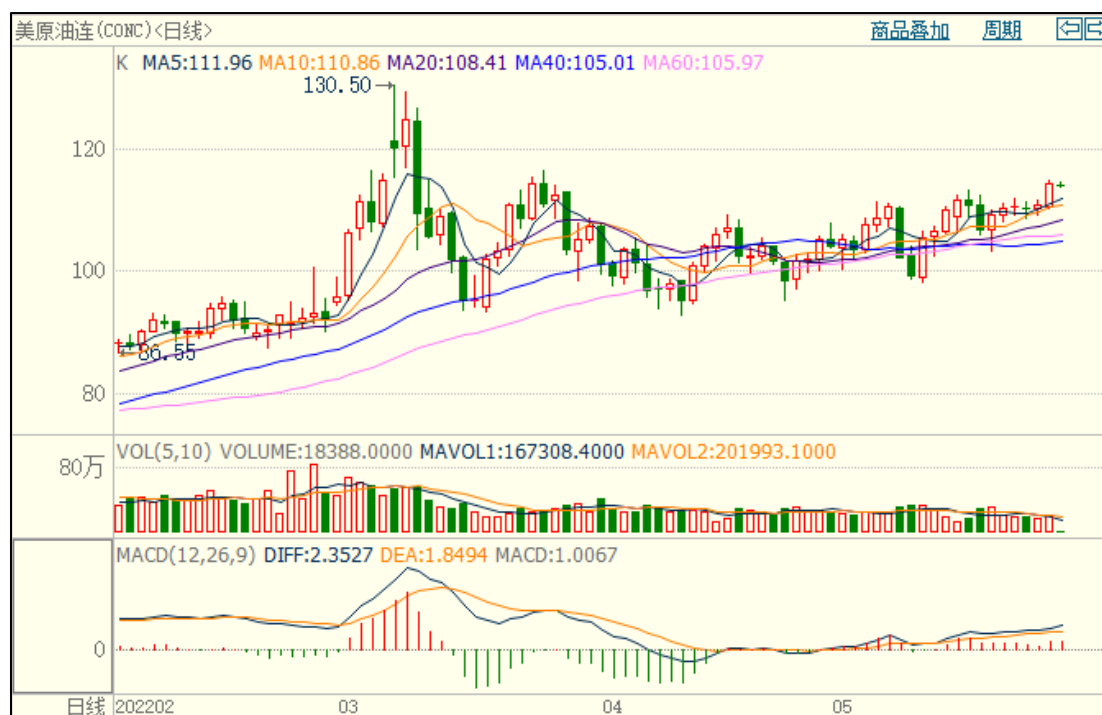 美原油连(CONC)<日线> 商品叠加 周期
K MA5:111.96 MA10:110.86 MA20:108.41 MA40:105.01 MA60:105.97
130.50
120
100
86.55
80
VOL(5,10) VOLUME:18388.0000 MAVOL1:167308.4000 MAVOL2:201993.1000
80万
MACD(12,26,9) DIFF:2.3527 DEA:1.8494 MACD:1.0067
0
日线 202202 03 04 05